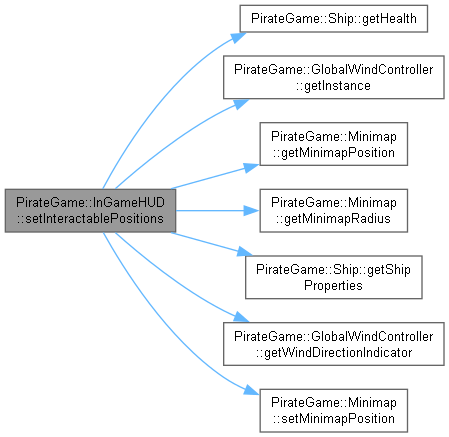 PirateGame::Ship::getHealth
PirateGame::GlobalWindController
::getInstance
PirateGame::Minimap
::getMinimapPosition
PirateGame::InGameHUD
::setInteractablePositions
PirateGame::Minimap
::getMinimapRadius
PirateGame::Ship::getShip
Properties
PirateGame::GlobalWindController
::getWindDirectionIndicator
PirateGame::Minimap
::setMinimapPosition